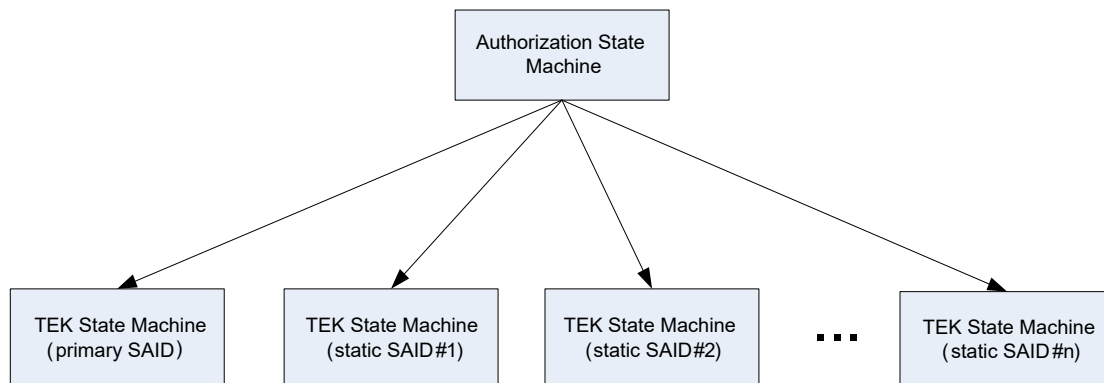 Authorization State
Machine
TEK State Machine
(primary SAID)
TEK State Machine
(static SAID#1)
TEK State Machine
(static SAID#2)
...
TEK State Machine
(static SAID#n)